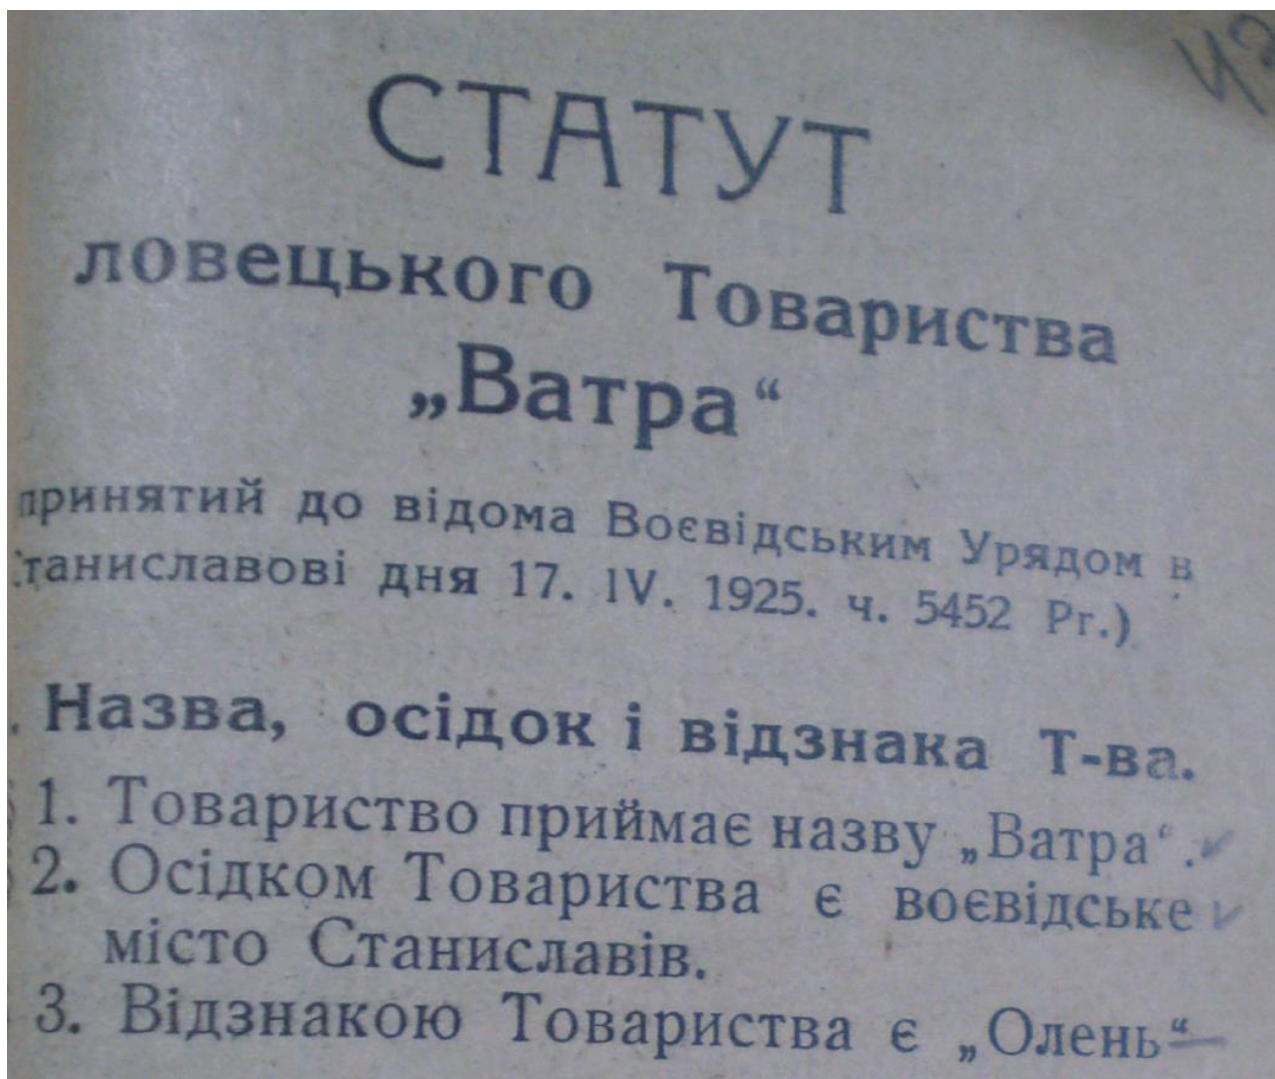 СТАТУТ
ловецького Товариства
„Ватра“
принятий до відома Воєвідським Урядом в
Станиславові дня 17. IV. 1925. ч. 5452 Pr.)
. Назва, осідок і відзнака Т-ва.
§ 1. Товариство приймає назву „Ватра“.
§ 2. Осідком Товариства є воєвідське
місто Станиславів.
3. Відзнакою Товариства є „Олень“